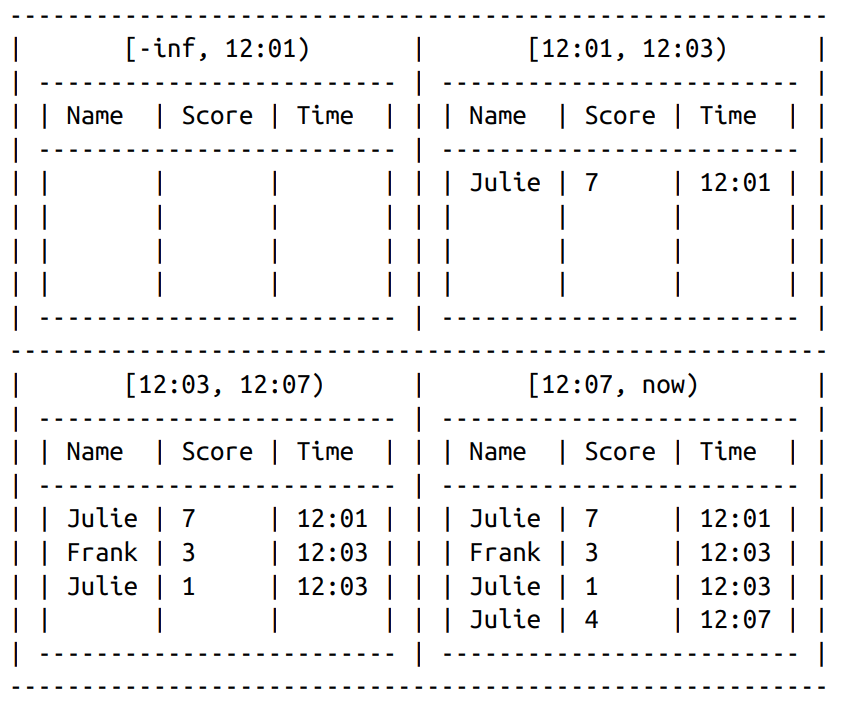 ---------------------------------------------------------
|       [-inf, 12:01)       |       [12:01, 12:03)      |
| ------------------------- | ------------------------- |
| | Name  | Score | Time  | | | Name  | Score | Time  | |
| ------------------------- | ------------------------- |
| |       |       |       | | | Julie | 7     | 12:01 | |
| |       |       |       | | |       |       |       | |
| |       |       |       | | |       |       |       | |
| |       |       |       | | |       |       |       | |
| ------------------------- | ------------------------- |
---------------------------------------------------------
|       [12:03, 12:07)      |       [12:07, now)        |
| ------------------------- | ------------------------- |
| | Name  | Score | Time  | | | Name  | Score | Time  | |
| ------------------------- | ------------------------- |
| | Julie | 7     | 12:01 | | | Julie | 7     | 12:01 | |
| | Frank | 3     | 12:03 | | | Frank | 3     | 12:03 | |
| | Julie | 1     | 12:03 | | | Julie | 1     | 12:03 | |
| |       |       |       | | | Julie | 4     | 12:07 | |
| ------------------------- | ------------------------- |
---------------------------------------------------------